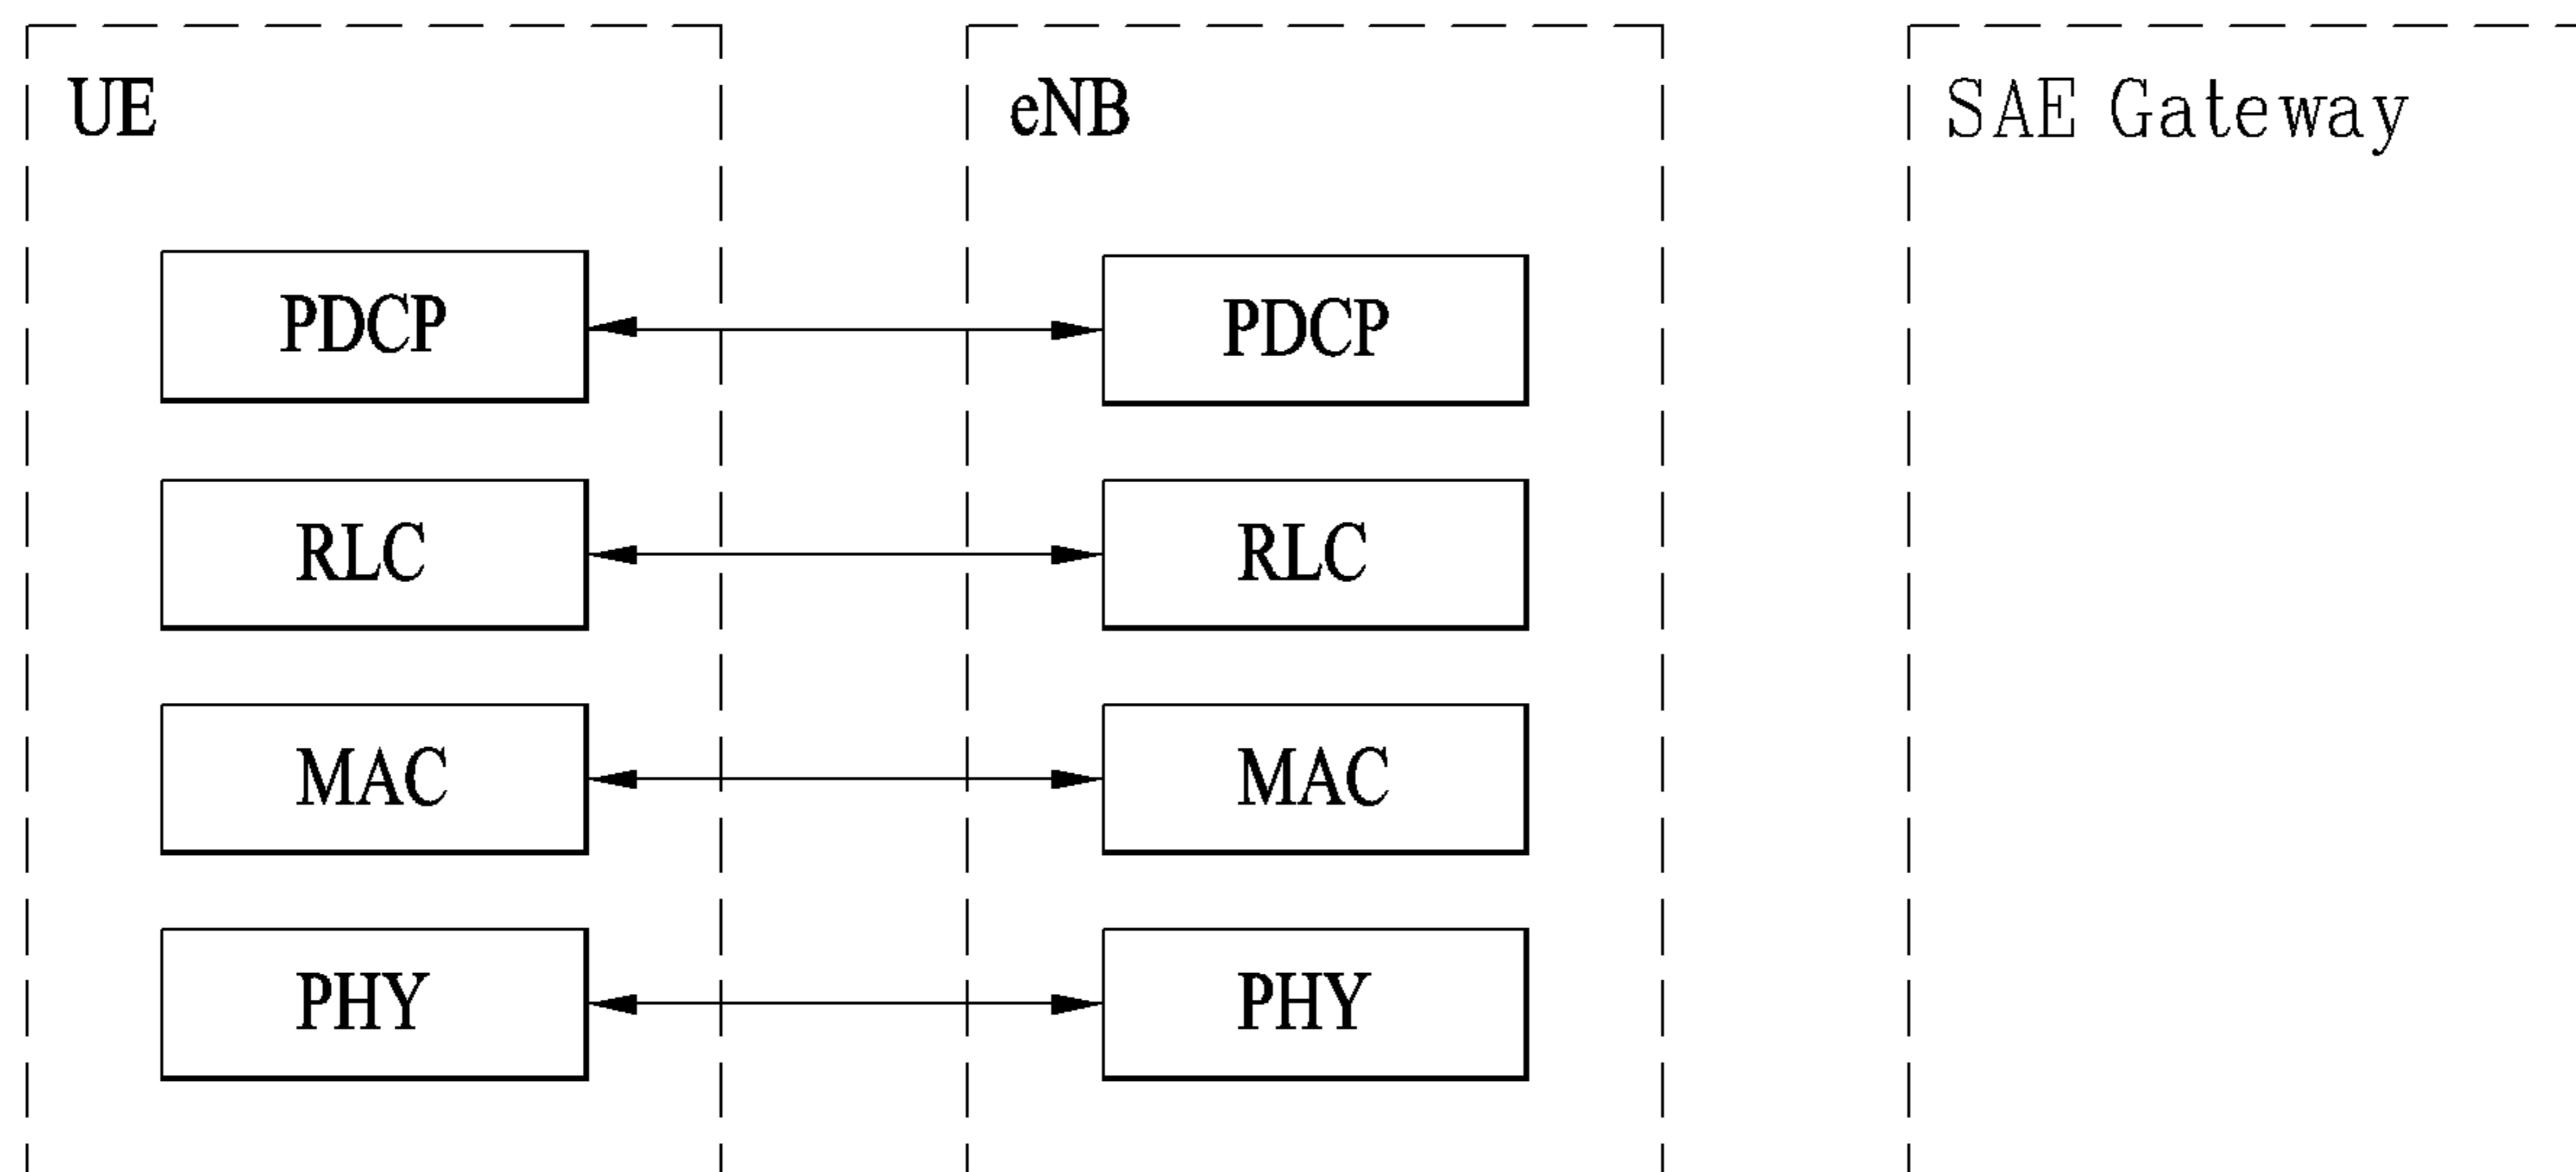 UE
eNB
SAE Gateway
PDCP
PDCP
RLC
RLC
MAC
MAC
PHY
PHY